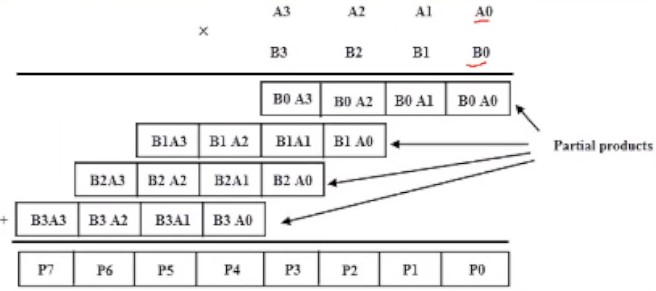 A3 A2 A1 A0
×
B3 B2 B1 B0
B0 A3 B0 A2 B0 A1 B0 A0
B1A3 B1 A2 B1A1 B1 A0 Partial products
B2A3 B2 A2 B2A1 B2 A0
+ B3A3 B3 A2 B3A1 B3 A0
P7 P6 P5 P4 P3 P2 P1 P0